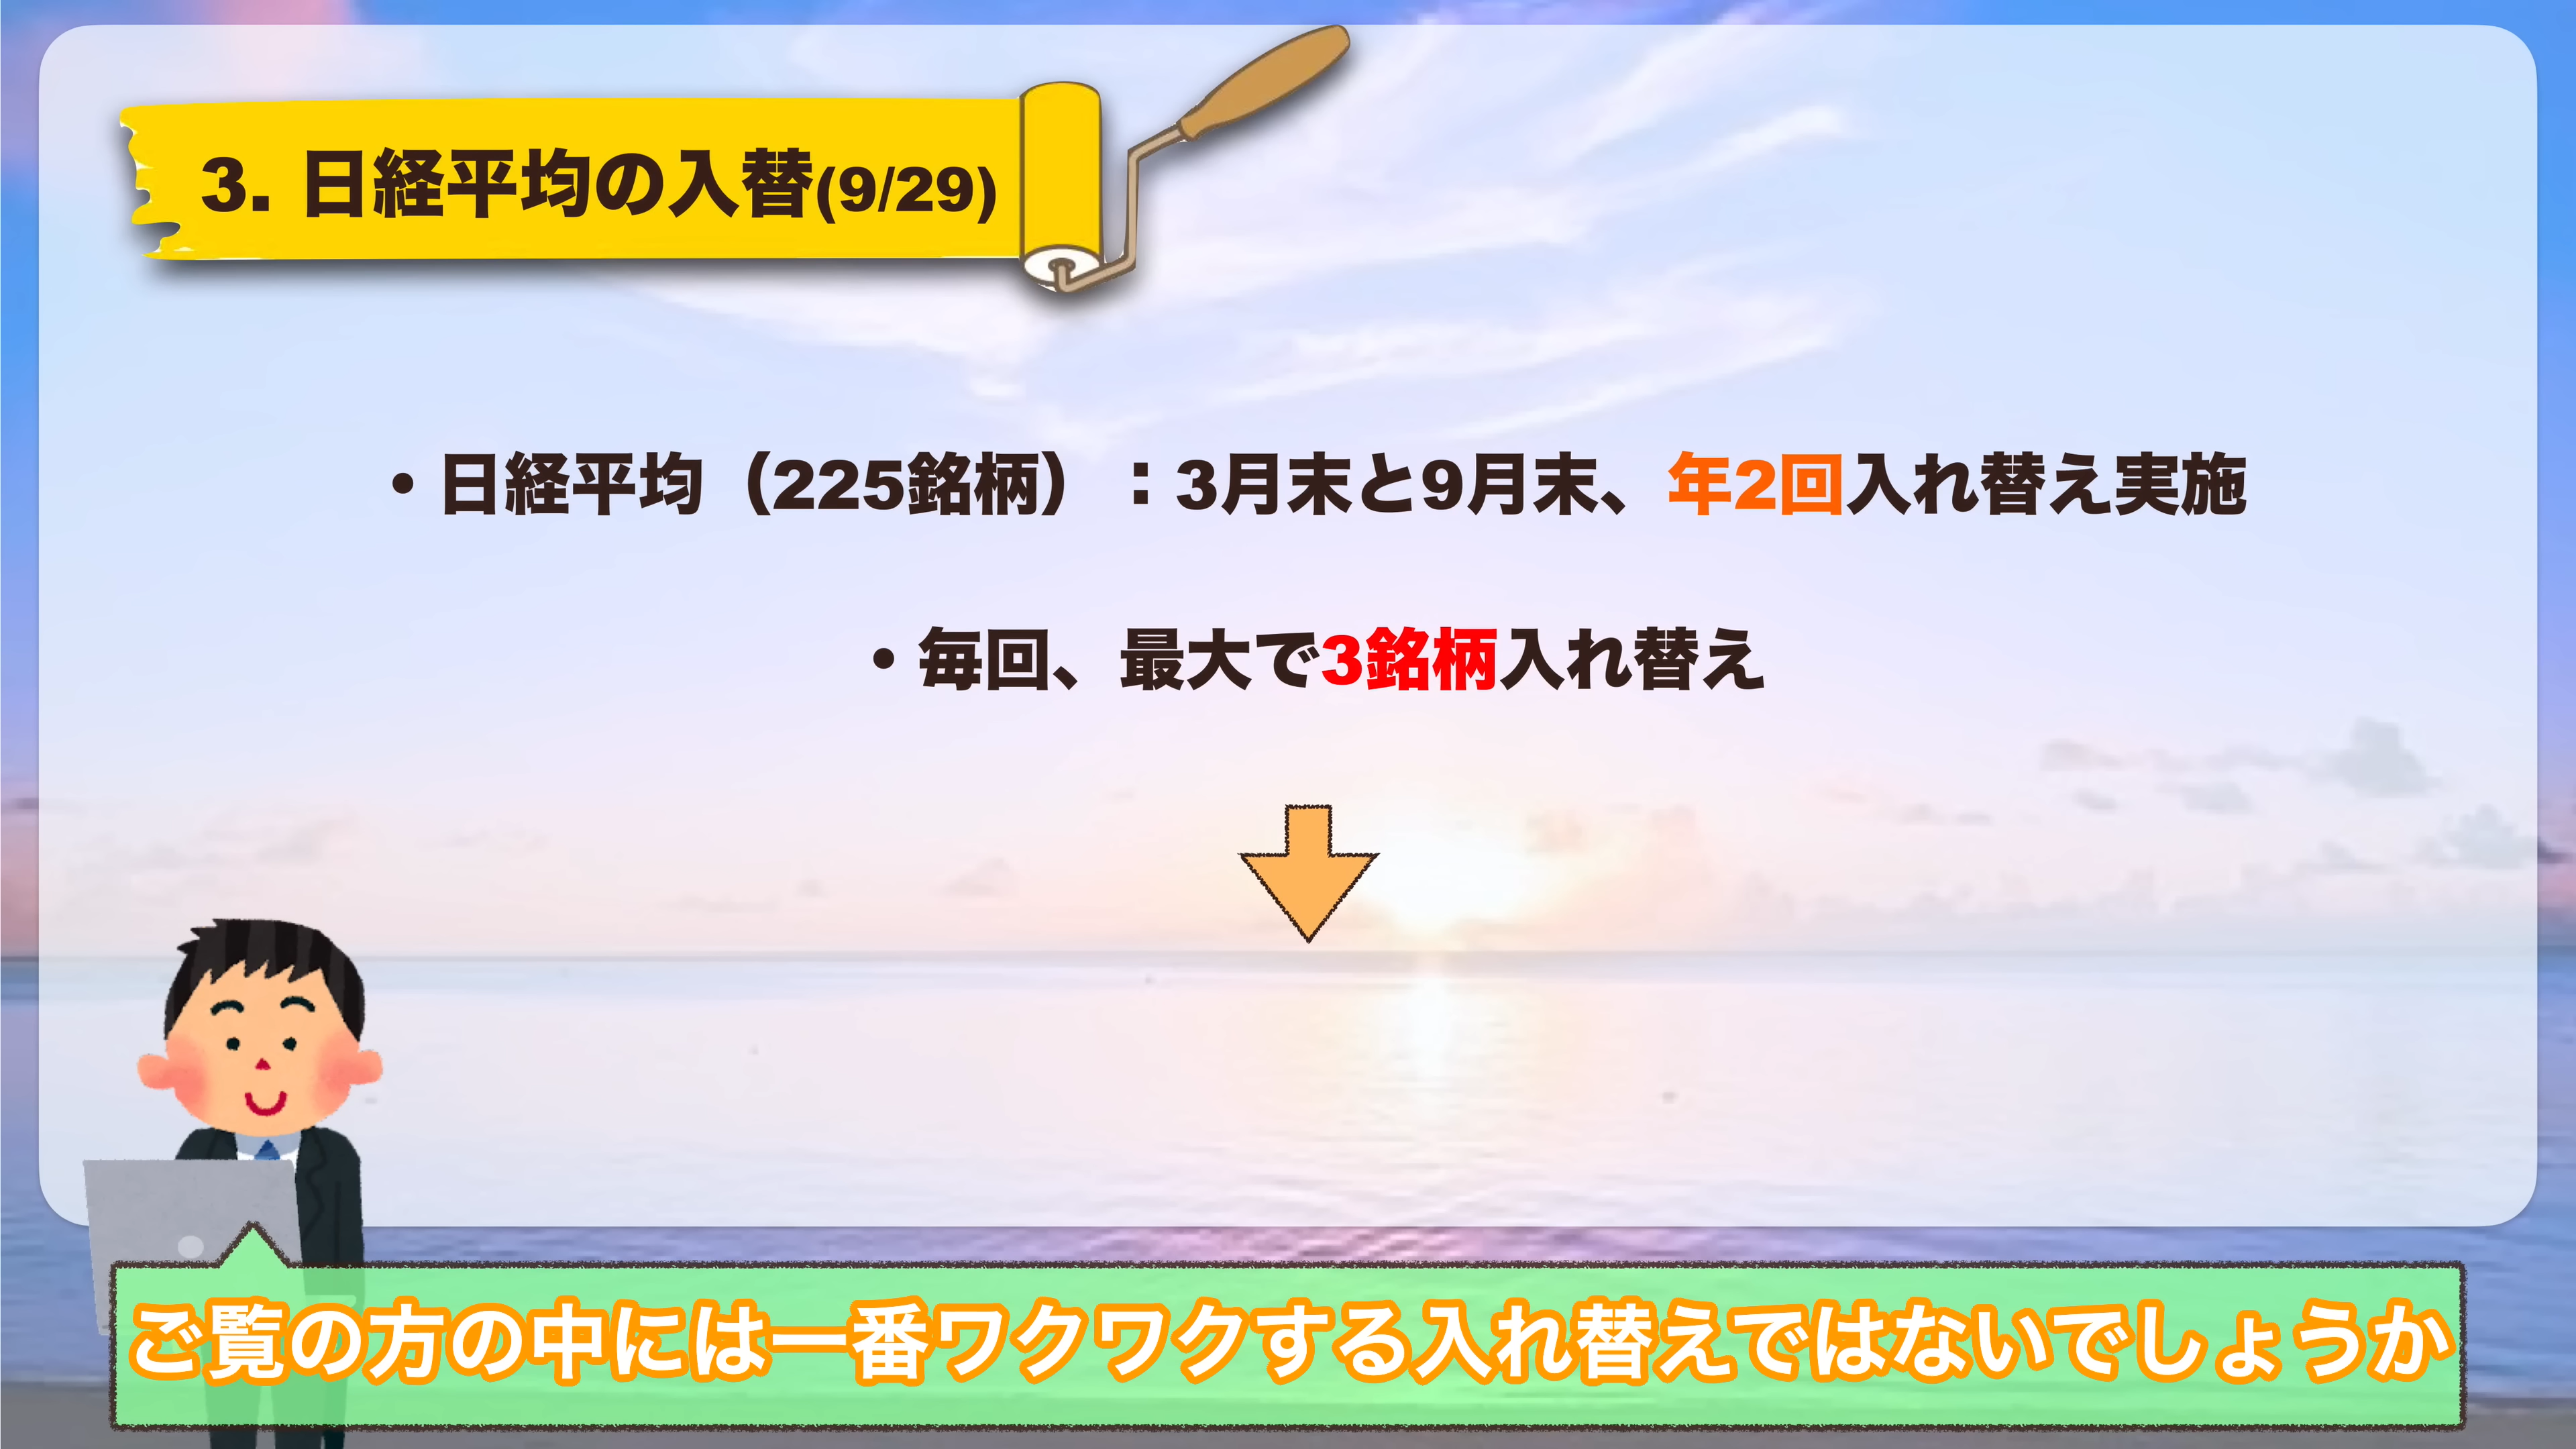 3. 日経平均の入替(9/29)
• 日経平均（225銘柄）：3月末と9月末、年2回入れ替え実施
• 毎回、最大で3銘柄入れ替え
ご覧の方の中には一番ワクワクする入れ替えではないでしょうか